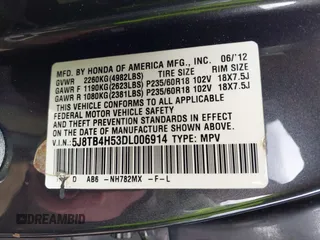 MFD. BY HONDA OF AMERICA MFG., INC. 06/'12
GVWR 2260KG(4982LBS) TIRE SIZE RIM SIZE
GAWR F 1190KG(2623LBS) P235/60R18 102V 18X7.5J
GAWR R 1080KG(2381LBS) P235/60R18 102V 18X7.5J
THIS VEHICLE CONFORMS TO ALL APPLICABLE
FEDERAL MOTOR VEHICLE SAFETY, BUMPER,
AND THEFT PREVENTION STANDARDS IN EFFECT
ON THE DATE OF MANUFACTURE SHOWN ABOVE.
V.I.N.: 5J8TB4H53DL006914 TYPE: MPV
D AB6 -NH782MX -F-L
DREAMBID